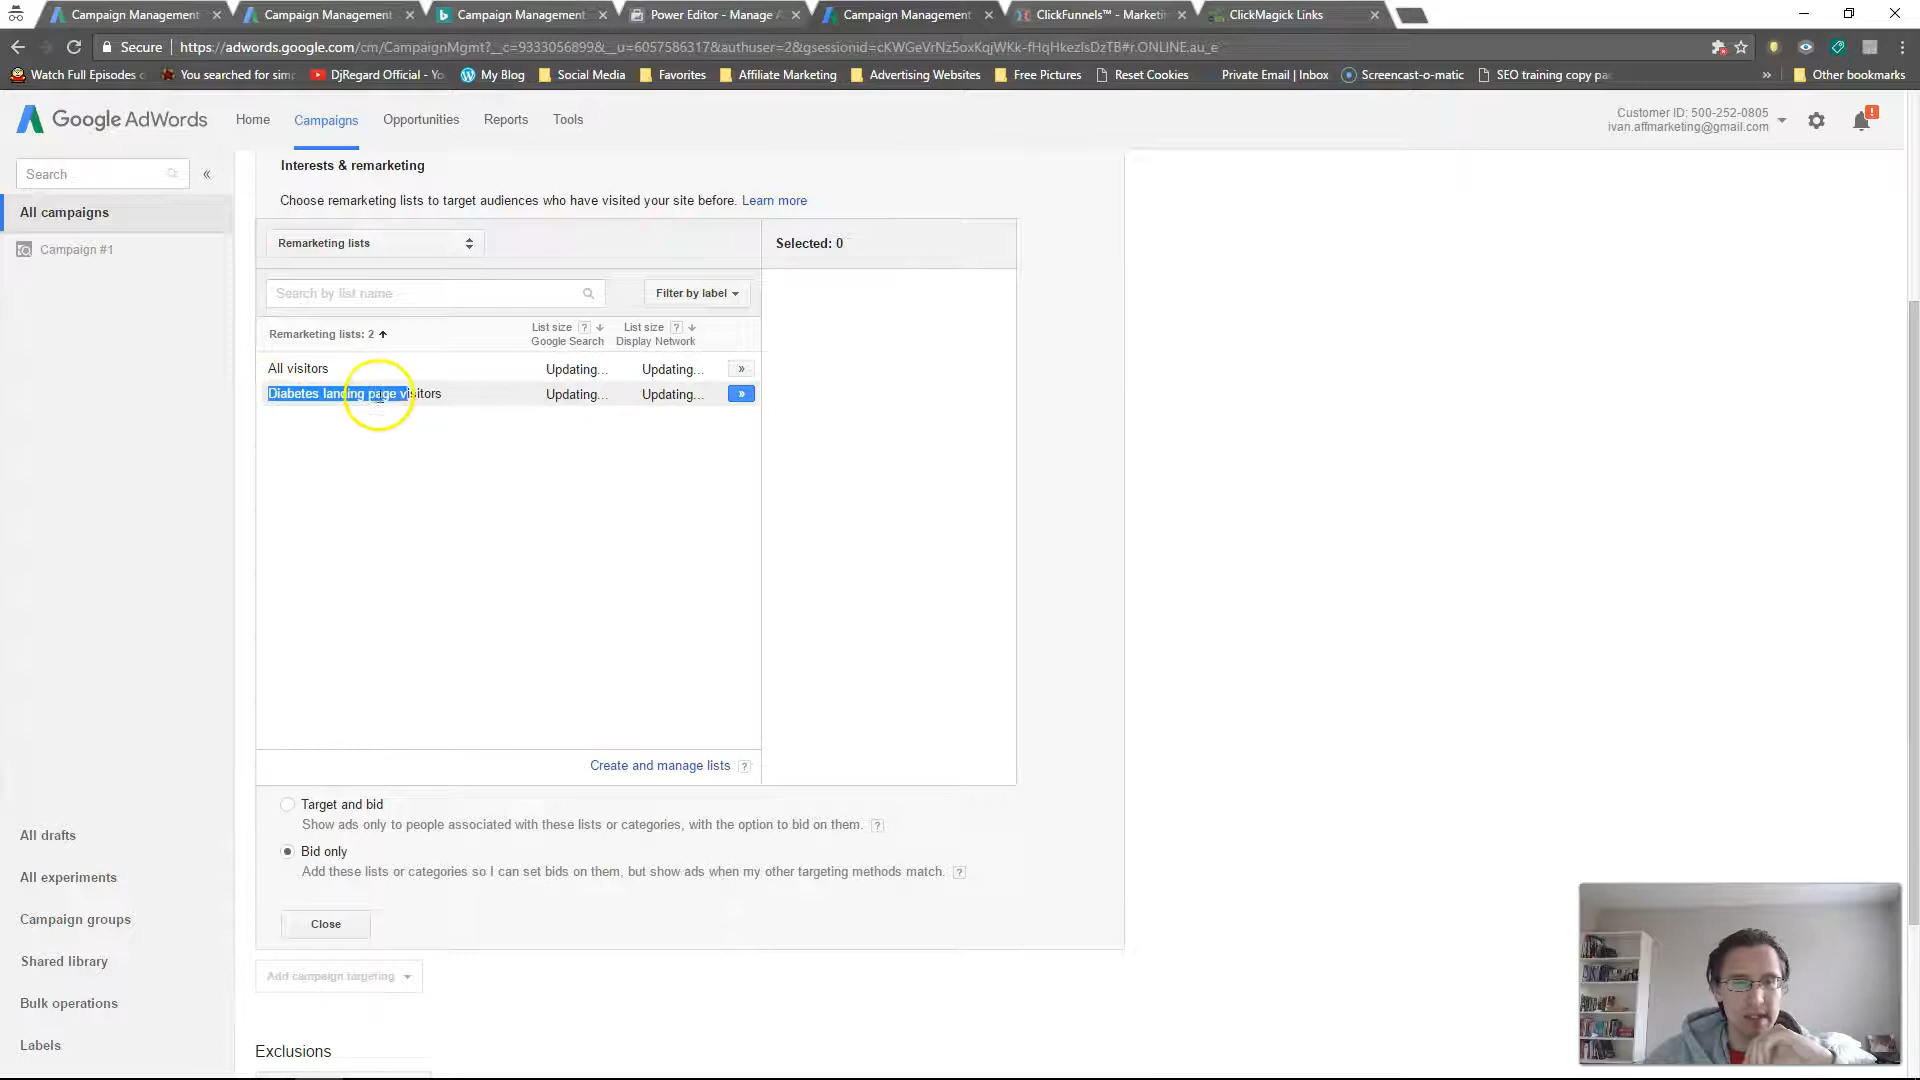 Campaign Management
Campaign Management
Campaign Management
Power Editor - Manage
Campaign Management
ClickFunnels™ - Marketi
ClickMagick Links
Secure
https://adwords.google.com/cm/CampaignMgmt?__c=9333056899&__u=6057586317&authuser=2&gsessionid=cKWGeVrNz5oxKqjWKk-fHqHkezlsDzTB#r.ONLINE.au_e
Watch Full Episodes
You searched for sim
DjRegard Official - Yo
My Blog
Social Media
Favorites
Affiliate Marketing
Advertising Websites
Free Pictures
Reset Cookies
Private Email | Inbox
Screencast-o-matic
SEO training copy pa
»
Other bookmarks
Google AdWords
Home
Campaigns
Opportunities
Reports
Tools
Customer ID: 500-252-0805
ivan.affmarketing@gmail.com
!
Search
«
All campaigns
Campaign #1
All drafts
All experiments
Campaign groups
Shared library
Bulk operations
Labels
Interests & remarketing
Choose remarketing lists to target audiences who have visited your site before. Learn more
Remarketing lists
Selected: 0
Search by list name
Filter by label
Remarketing lists: 2
List size ?
Google Search
List size ?
Display Network
All visitors Updating... Updating... »
Diabetes landing page visitors Updating... Updating... »
Create and manage lists ?
Target and bid
Show ads only to people associated with these lists or categories, with the option to bid on them. ?
Bid only
Add these lists or categories so I can set bids on them, but show ads when my other targeting methods match. ?
Close
Add campaign targeting
Exclusions